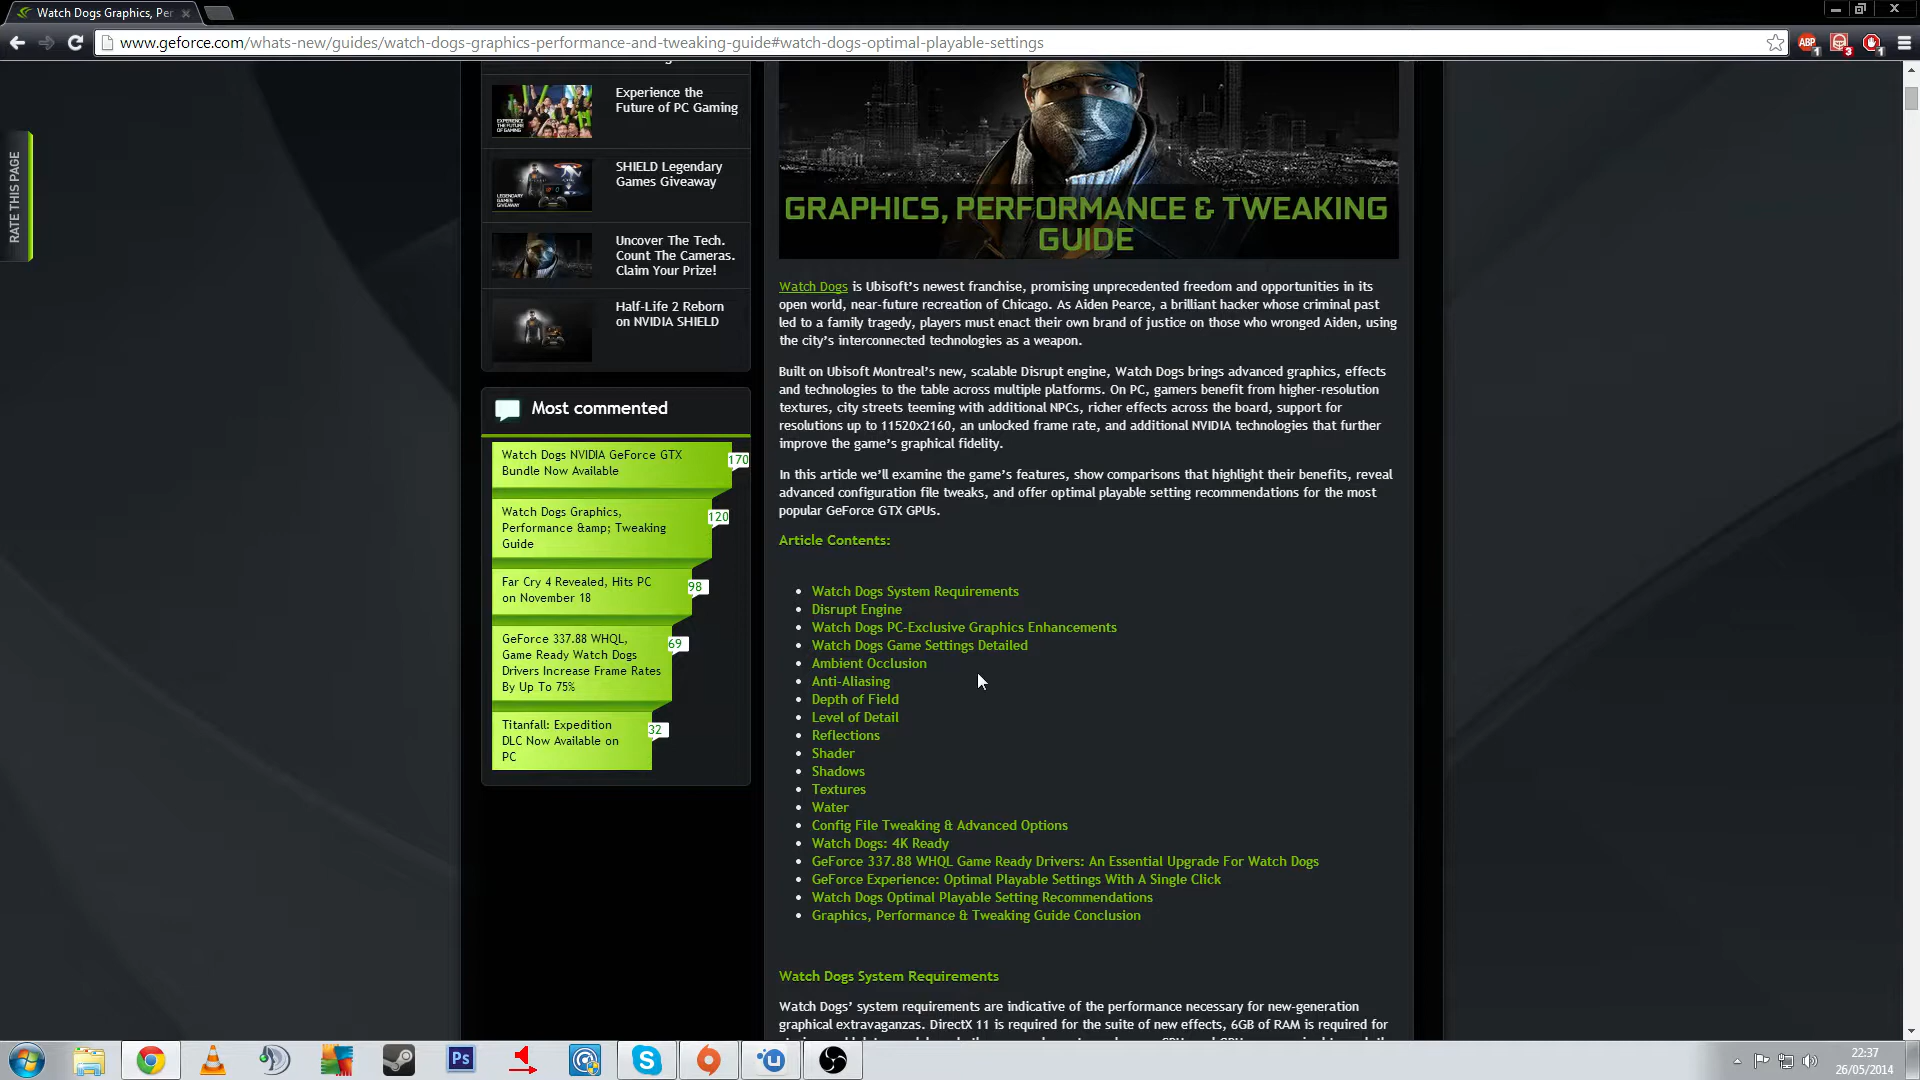 Watch Dogs Graphics, Per
www.geforce.com/whats-new/guides/watch-dogs-graphics-performance-and-tweaking-guide#watch-dogs-optimal-playable-settings
ABP
1
3
1
RATE THIS PAGE
Experience the
Future of PC Gaming
SHIELD Legendary
Games Giveaway
Uncover The Tech.
Count The Cameras.
Claim Your Prize!
Half-Life 2 Reborn
on NVIDIA SHIELD
Most commented
Watch Dogs NVIDIA GeForce GTX
Bundle Now Available
170
Watch Dogs Graphics,
Performance &amp; Tweaking
Guide
120
Far Cry 4 Revealed, Hits PC
on November 18
98
GeForce 337.88 WHQL,
Game Ready Watch Dogs
Drivers Increase Frame Rates
By Up To 75%
69
Titanfall: Expedition
DLC Now Available on
PC
32
GRAPHICS, PERFORMANCE & TWEAKING
GUIDE
Watch Dogs is Ubisoft’s newest franchise, promising unprecedented freedom and opportunities in its
open world, near-future recreation of Chicago. As Aiden Pearce, a brilliant hacker whose criminal past
led to a family tragedy, players must enact their own brand of justice on those who wronged Aiden, using
the city’s interconnected technologies as a weapon.
Built on Ubisoft Montreal’s new, scalable Disrupt engine, Watch Dogs brings advanced graphics, effects
and technologies to the table across multiple platforms. On PC, gamers benefit from higher-resolution
textures, city streets teeming with additional NPCs, richer effects across the board, support for
resolutions up to 11520x2160, an unlocked frame rate, and additional NVIDIA technologies that further
improve the game’s graphical fidelity.
In this article we’ll examine the game’s features, show comparisons that highlight their benefits, reveal
advanced configuration file tweaks, and offer optimal playable setting recommendations for the most
popular GeForce GTX GPUs.
Article Contents:
Watch Dogs System Requirements
Disrupt Engine
Watch Dogs PC-Exclusive Graphics Enhancements
Watch Dogs Game Settings Detailed
Ambient Occlusion
Anti-Aliasing
Depth of Field
Level of Detail
Reflections
Shader
Shadows
Textures
Water
Config File Tweaking & Advanced Options
Watch Dogs: 4K Ready
GeForce 337.88 WHQL Game Ready Drivers: An Essential Upgrade For Watch Dogs
GeForce Experience: Optimal Playable Settings With A Single Click
Watch Dogs Optimal Playable Setting Recommendations
Graphics, Performance & Tweaking Guide Conclusion
Watch Dogs System Requirements
Watch Dogs’ system requirements are indicative of the performance necessary for new-generation
graphical extravaganzas. DirectX 11 is required for the suite of new effects, 6GB of RAM is required for
Ps
22:37
26/05/2014